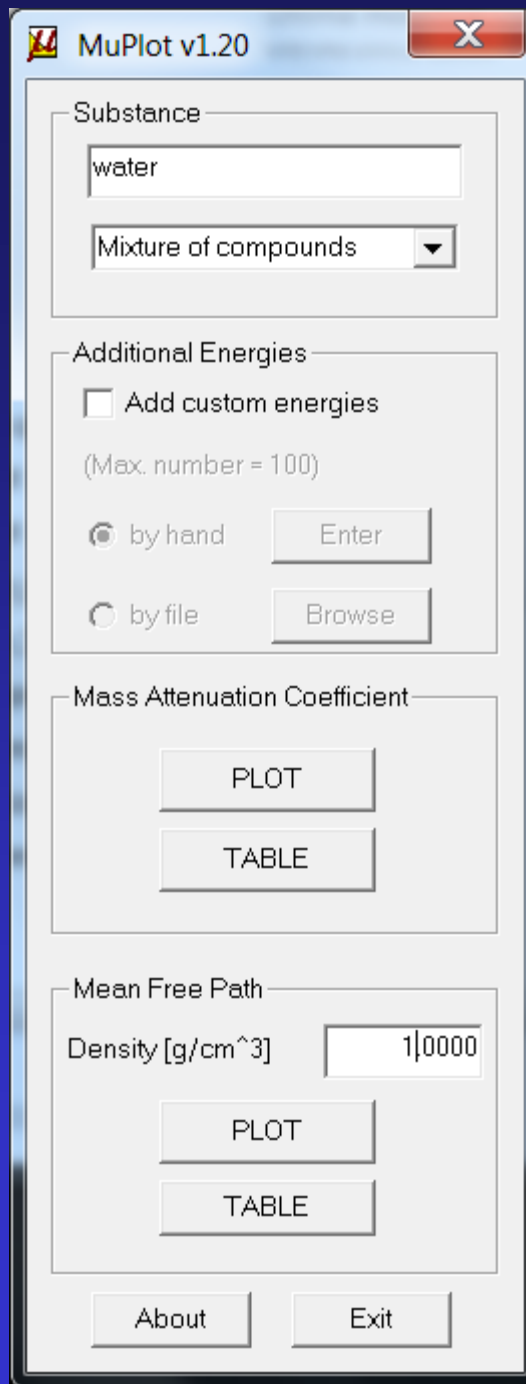 MuPlot v1.20
Substance
water
Mixture of compounds
Additional Energies
Add custom energies
(Max. number = 100)
by hand
Enter
by file
Browse
Mass Attenuation Coefficient
PLOT
TABLE
Mean Free Path
Density [g/cm^3]
1.0000
PLOT
TABLE
About
Exit